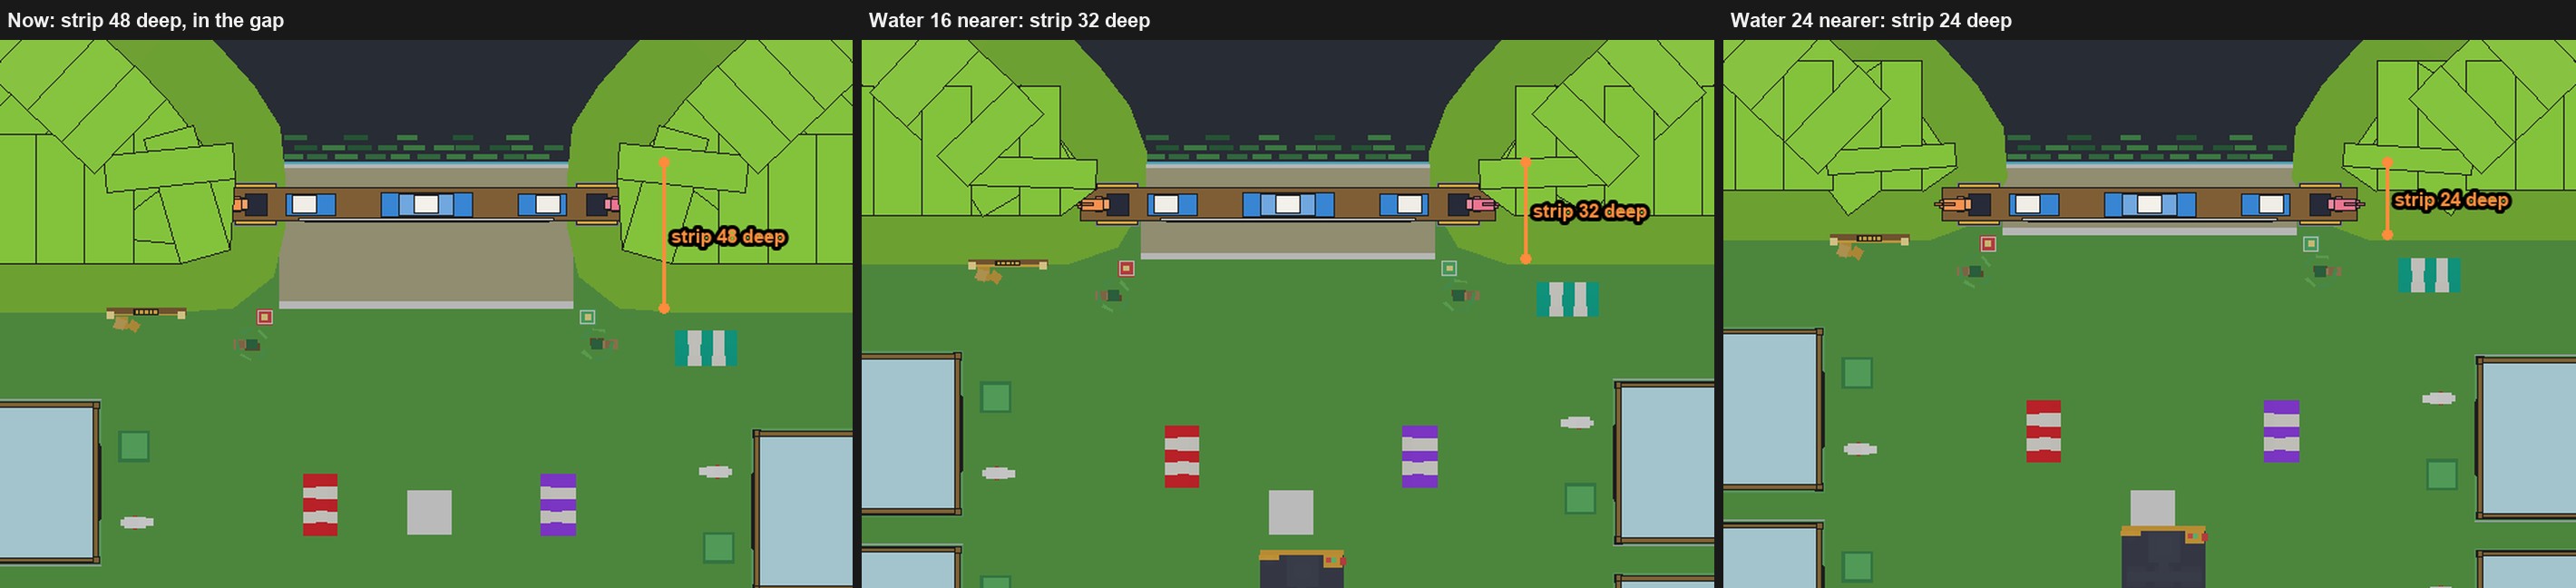 Now: strip 48 deep, in the gap
Water 16 nearer: strip 32 deep
Water 24 nearer: strip 24 deep
strip 48 deep
strip 32 deep
strip 24 deep